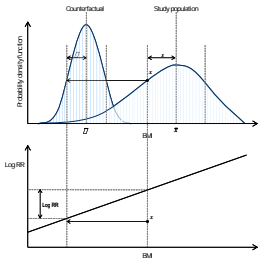 Counterfactual
Study population
Probability density function
x
x
x̄
BMI
Log RR
Log RR
x
BMI